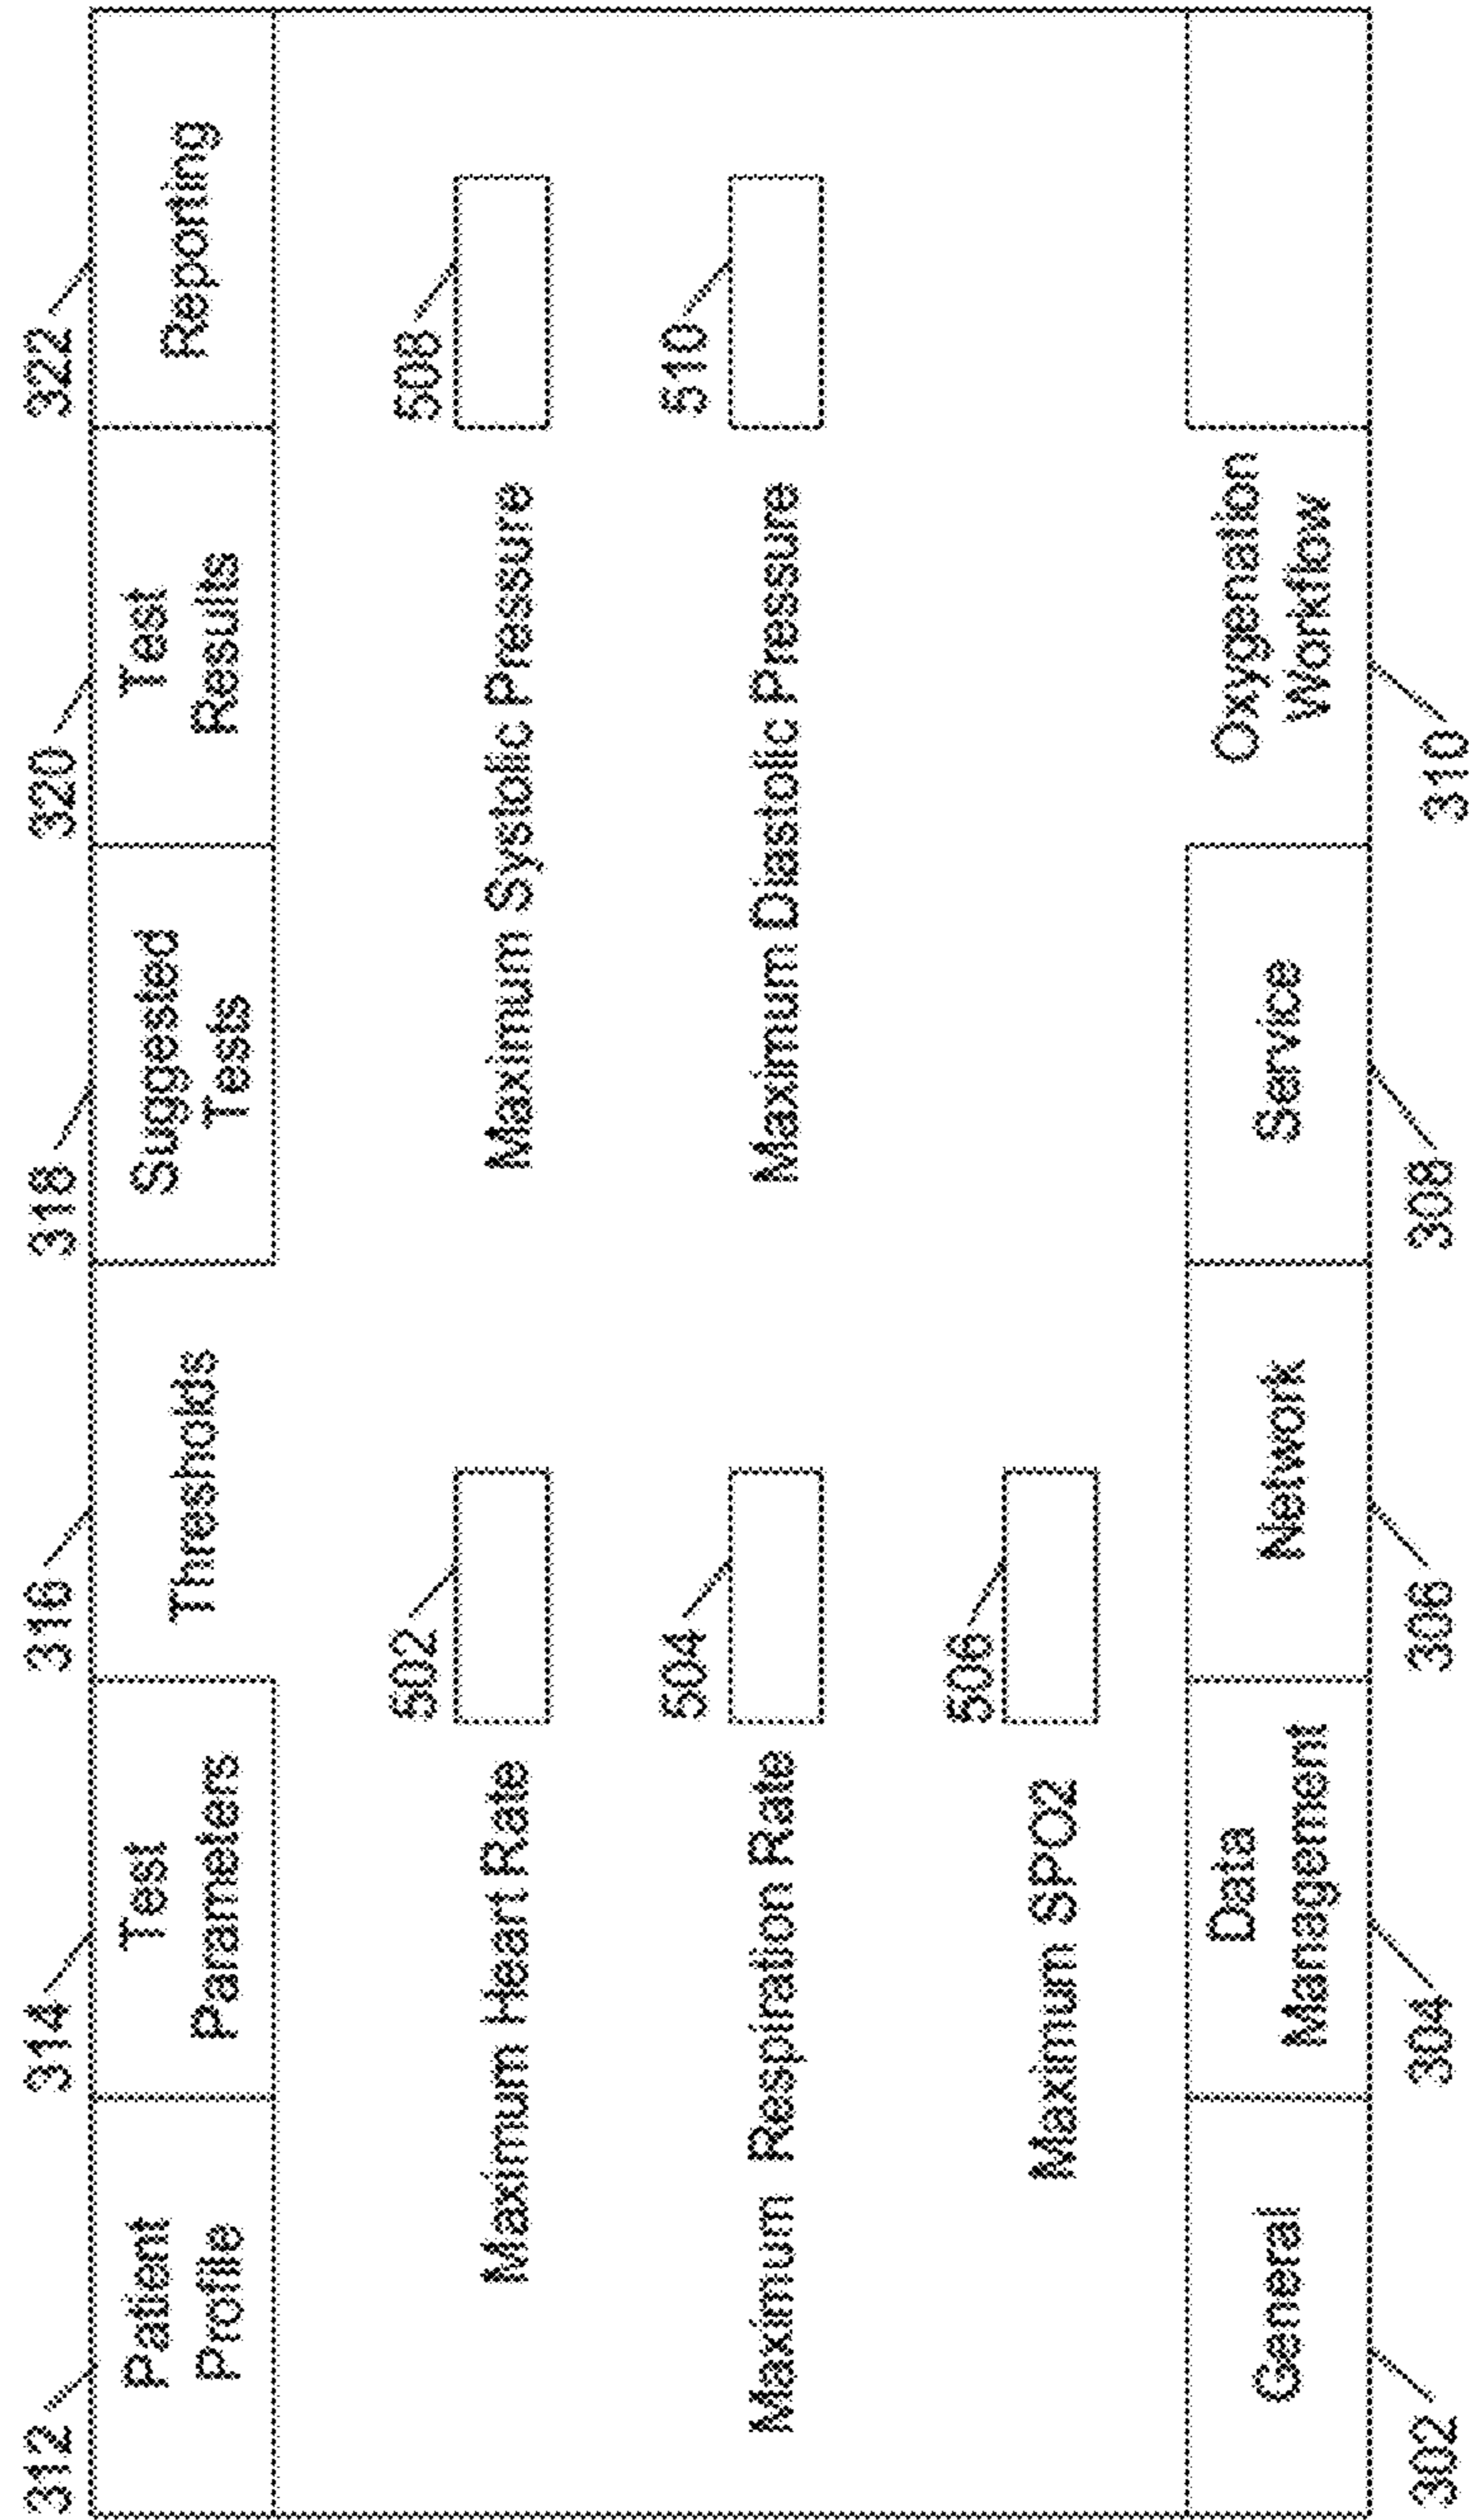 312
314
316
318
320
322
Patient
Profile
Test
Parameters
Thresholds
Suggested
Tests
Test
Results
Reporting
502
508
Maximum Heart Rate
Maximum Systolic Pressure
504
510
Maximum Respiration Rate
Maximum Diastolic Pressure
506
Maximum SPO2
General
Data
Management
Network
Service
Oxygenation
Workflow
302
304
306
308
310